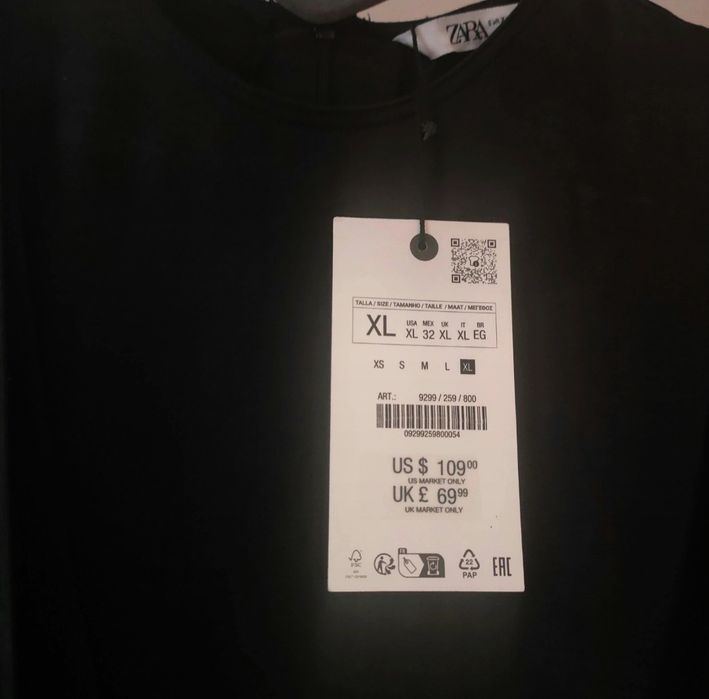 ZARA
TALLA / SIZE / TAMANHO / TAILLE / MAAT / ΜΕΓΕΘΟΣ
XL
USA MEX UK IT BR
XL 32 XL XL EG
XS S M L XL
ART.: 9299 / 259 / 800
09299259800054
US $ 109 00
US MARKET ONLY
UK £ 69 99
UK MARKET ONLY
FSC
FR
22
PAP
EAC